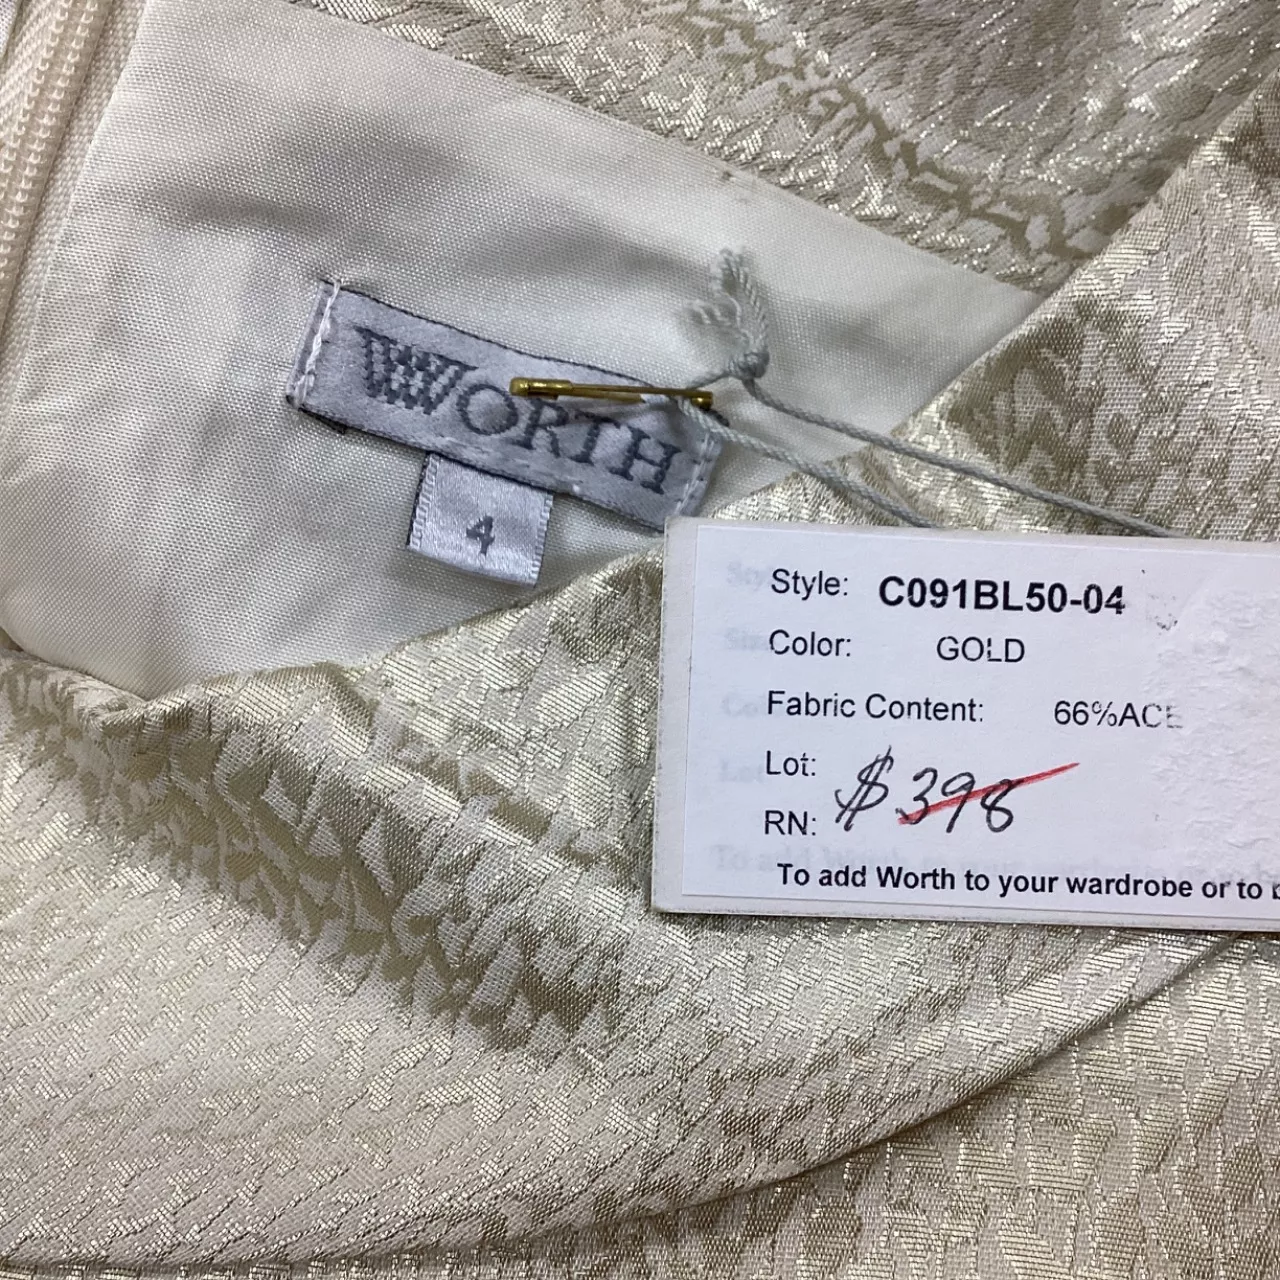 WORTH
4
Style: C091BL50-04
Color: GOLD
Fabric Content: 66%ACE
Lot:
$398
RN:
To add Worth to your wardrobe or to b